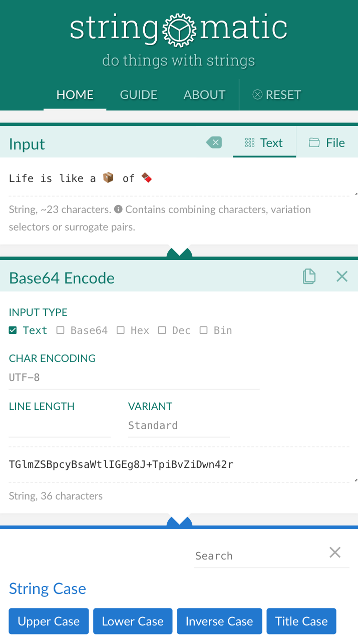 string matic
do things with strings
HOME GUIDE ABOUT RESET
Input Text File
Life is like a 📦 of 🍫
String, ~23 characters. Contains combining characters, variation
selectors or surrogate pairs.
Base64 Encode
INPUT TYPE
Text Base64 Hex Dec Bin
CHAR ENCODING
UTF-8
LINE LENGTH VARIANT
Standard
TGlmZSBpcyBsaWtlIGEg8J+TpiBvZiDwn42r
String, 36 characters
Search
String Case
Upper Case Lower Case Inverse Case Title Case